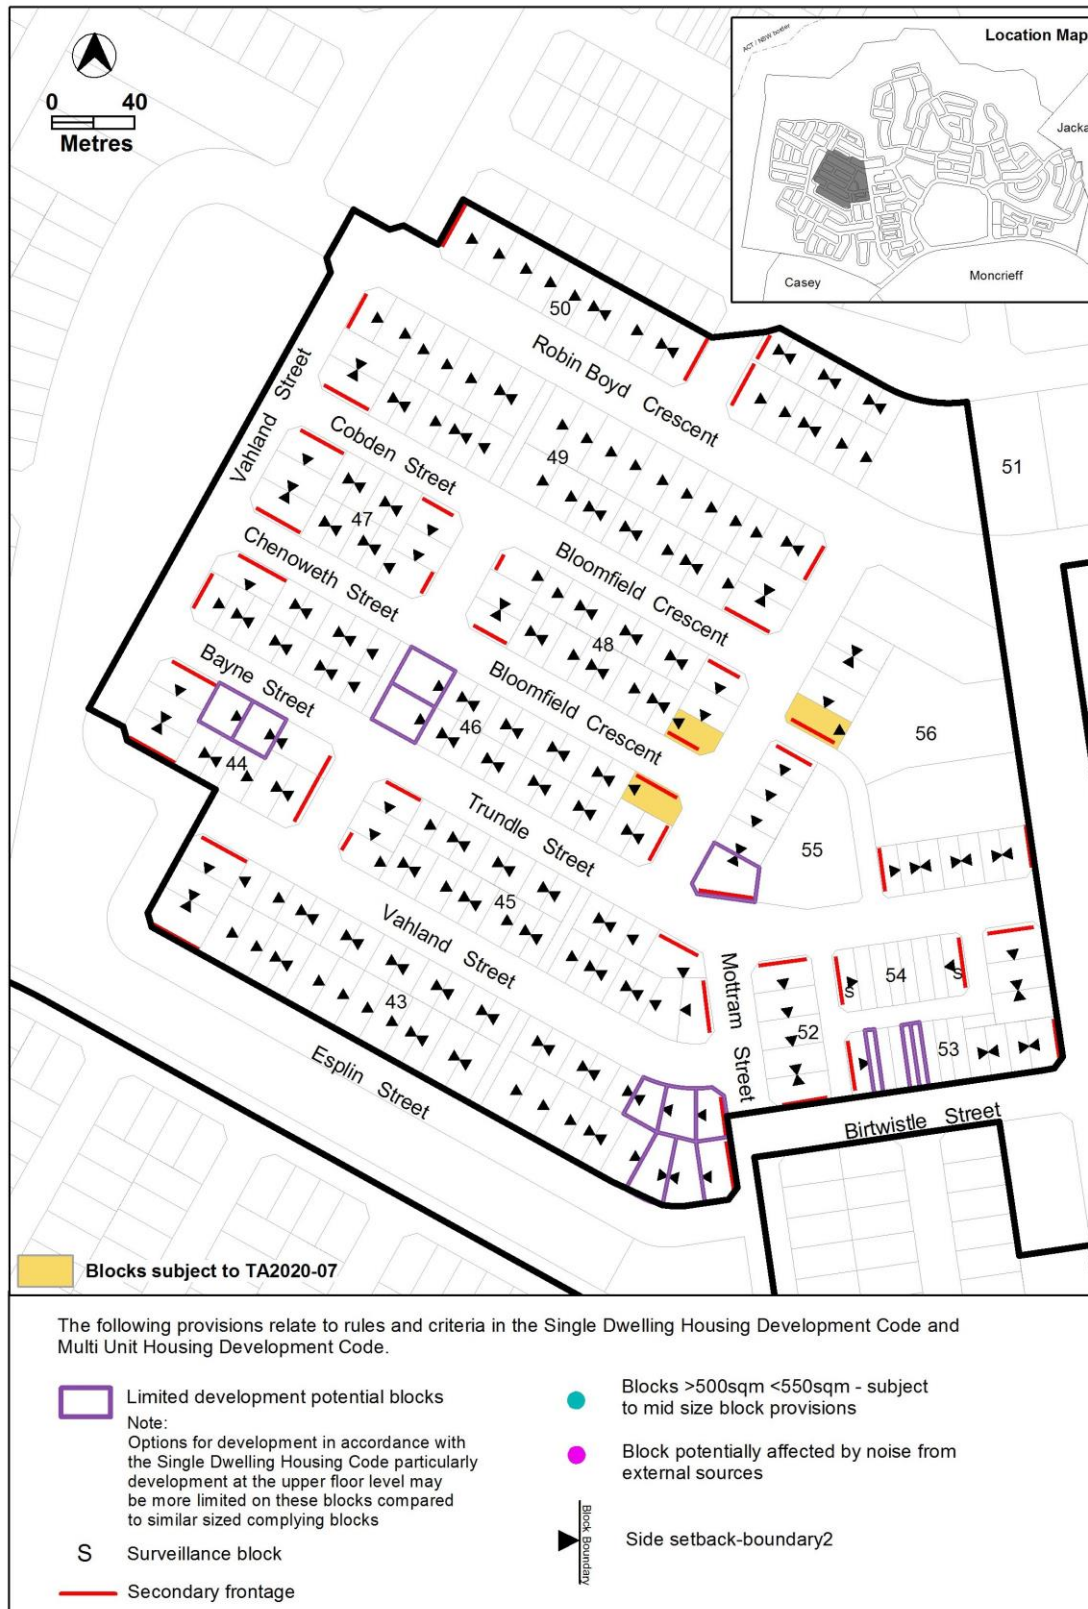 Location Map
ACT / NSW border
Jacka
Casey
Moncrieff
0 40
Metres
50
Robin Boyd Crescent
51
Vahland Street
Cobden Street
49
47
Bloomfield Crescent
Chenoweth Street
48
Bayne Street
Bloomfield Crescent
46
56
44
Trundle Street
55
45
Vahland Street
Mottram Street
54
S
S
43
52
53
Esplin Street
Birtwistle Street
Blocks subject to TA2020-07
The following provisions relate to rules and criteria in the Single Dwelling Housing Development Code and
Multi Unit Housing Development Code.
Limited development potential blocks
Note:
Options for development in accordance with
the Single Dwelling Housing Code particularly
development at the upper floor level may
be more limited on these blocks compared
to similar sized complying blocks
S Surveillance block
Secondary frontage
Blocks >500sqm <550sqm - subject
to mid size block provisions
Block potentially affected by noise from
external sources
Block Boundary
Side setback-boundary2